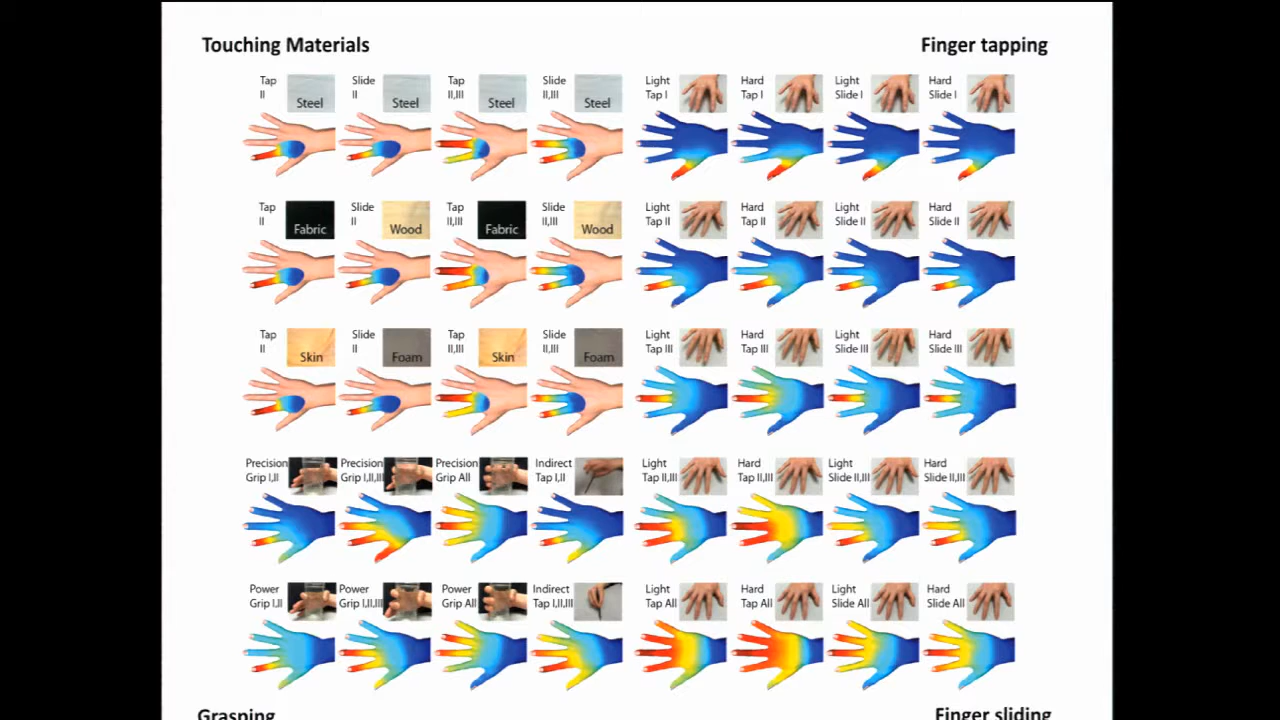 Touching Materials
Finger tapping
Tap
II
Steel
Slide
II
Steel
Tap
II,III
Steel
Slide
II,III
Steel
Light
Tap I
Hard
Tap I
Light
Slide I
Hard
Slide I
Tap
II
Fabric
Slide
II
Wood
Tap
II,III
Fabric
Slide
II,III
Wood
Light
Tap II
Hard
Tap II
Light
Slide II
Hard
Slide II
Tap
II
Skin
Slide
II
Foam
Tap
II,III
Skin
Slide
II,III
Foam
Light
Tap III
Hard
Tap III
Light
Slide III
Hard
Slide III
Precision
Grip I,II
Precision
Grip I,II,III
Precision
Grip All
Indirect
Tap I,II
Light
Tap II,III
Hard
Tap II,III
Light
Slide II,III
Hard
Slide II,III
Power
Grip I,II
Power
Grip I,II,III
Power
Grip All
Indirect
Tap I,II,III
Light
Tap All
Hard
Tap All
Light
Slide All
Hard
Slide All
Grasping
Finger sliding